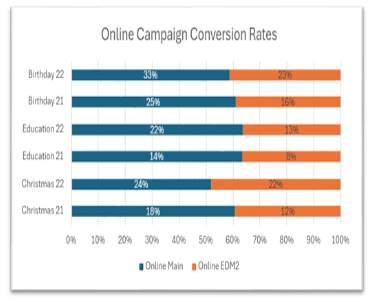 Online Campaign Conversion Rates
Birthday 22 33% 23%
Birthday 21 25% 16%
Education 22 22% 13%
Education 21 14% 8%
Christmas 22 24% 22%
Christmas 21 18% 12%
0% 10% 20% 30% 40% 50% 60% 70% 80% 90% 100%
Online Main Online EDM2